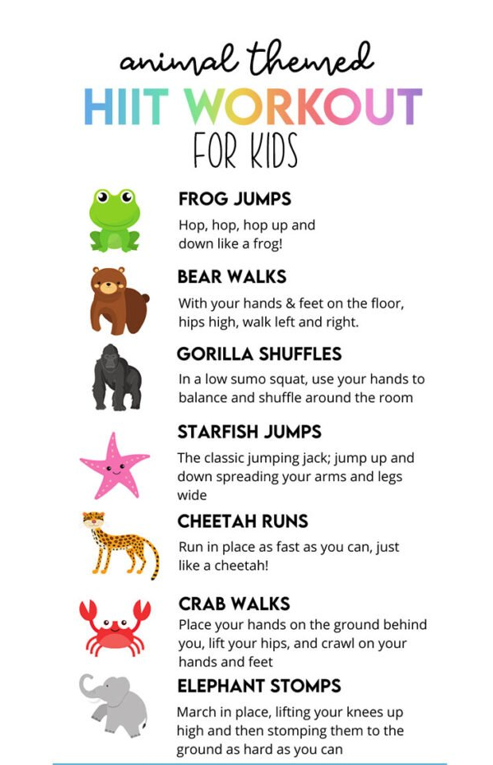 animal themed
HIIT WORKOUT
FOR KIDS
FROG JUMPS
Hop, hop, hop up and
down like a frog!
BEAR WALKS
With your hands & feet on the floor,
hips high, walk left and right.
GORILLA SHUFFLES
In a low sumo squat, use your hands to
balance and shuffle around the room
STARFISH JUMPS
The classic jumping jack; jump up and
down spreading your arms and legs
wide
CHEETAH RUNS
Run in place as fast as you can, just
like a cheetah!
CRAB WALKS
Place your hands on the ground behind
you, lift your hips, and crawl on your
hands and feet
ELEPHANT STOMPS
March in place, lifting your knees up
high and then stomping them to the
ground as hard as you can